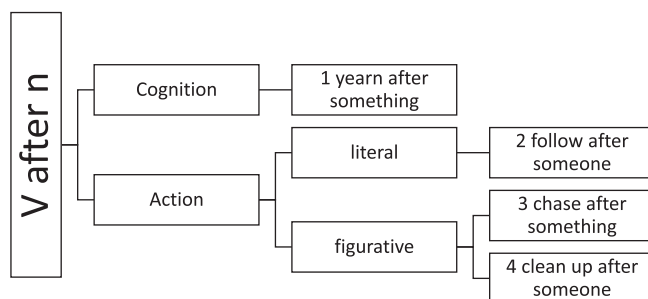 V after n
Cognition
1 yearn after
something
Action
literal
2 follow after
someone
figurative
3 chase after
something
4 clean up after
someone